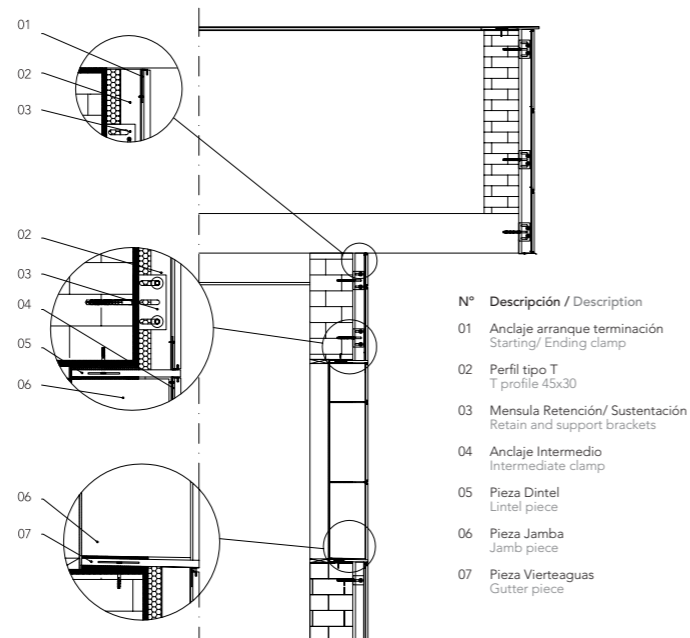 01
02
03
02
03
04
05
06
06
07
Nº Descripción / Description
01 Anclaje arranque terminación
Starting/ Ending clamp
02 Perfil tipo T
T profile 45x30
03 Mensula Retención/ Sustentación
Retain and support brackets
04 Anclaje Intermedio
Intermediate clamp
05 Pieza Dintel
Lintel piece
06 Pieza Jamba
Jamb piece
07 Pieza Vierteaguas
Gutter piece